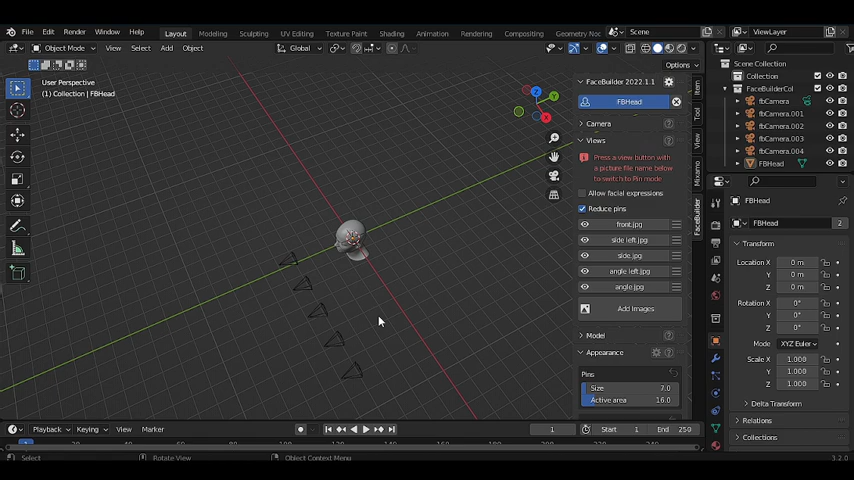 File Edit Render Window Help Layout Modeling Sculpting UV Editing Texture Paint Shading Animation Rendering Compositing Geometry No Scene ViewLayer
Object Mode View Select Add Object Global
Options
User Perspective
(1) Collection | FBHead
Z
Y
X
FaceBuilder 2022.1.1
FBHead
Camera
Views
Press a view button with
a picture file name below
to switch to Pin mode
Allow facial expressions
Reduce pins
front.jpg
side left.jpg
side.jpg
angle left.jpg
angle.jpg
Add Images
Model
Appearance
Pins
Size 7.0
Active area 16.0
Item
Tool
View
Mixamo
FaceBuilder
Scene Collection
Collection
FaceBuilderCol
fbCamera
fbCamera.001
fbCamera.002
fbCamera.003
fbCamera.004
FBHead
FBHead
FBHead 2
Transform
Location X 0 m
Y 0 m
Z 0 m
Rotation X 0°
Y 0°
Z 0°
Mode XYZ Euler
Scale X 1.000
Y 1.000
Z 1.000
Delta Transform
Relations
Collections
Playback Keying View Marker 1 Start 1 End 250
Select Rotate View Object Context Menu 3.2.0